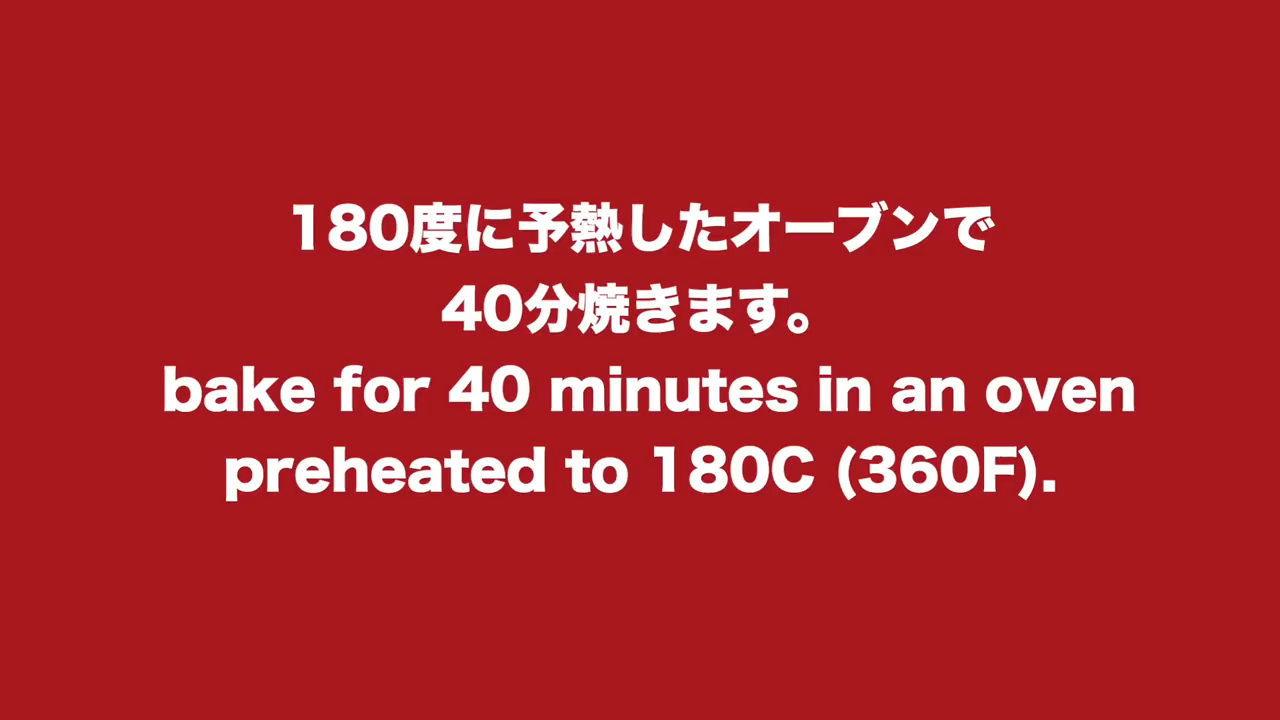 180度に予熱したオーブンで
40分焼きます。
bake for 40 minutes in an oven
preheated to 180C (360F).